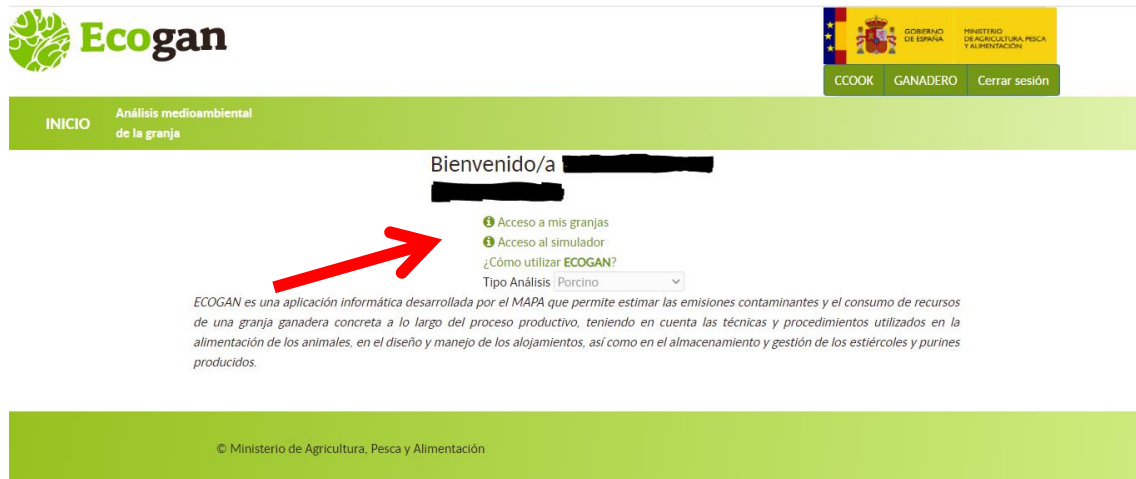 Ecogan
GOBIERNO
DE ESPAÑA
MINISTERIO
DE AGRICULTURA, PESCA
Y ALIMENTACIÓN
CCOOK GANADERO Cerrar sesión
INICIO
Análisis medioambiental
de la granja
Bienvenido/a
Acceso a mis granjas
Acceso al simulador
¿Cómo utilizar ECOGAN?
Tipo Análisis Porcino
ECOGAN es una aplicación informática desarrollada por el MAPA que permite estimar las emisiones contaminantes y el consumo de recursos
de una granja ganadera concreta a lo largo del proceso productivo, teniendo en cuenta las técnicas y procedimientos utilizados en la
alimentación de los animales, en el diseño y manejo de los alojamientos, así como en el almacenamiento y gestión de los estiércoles y purines
producidos.
© Ministerio de Agricultura, Pesca y Alimentación